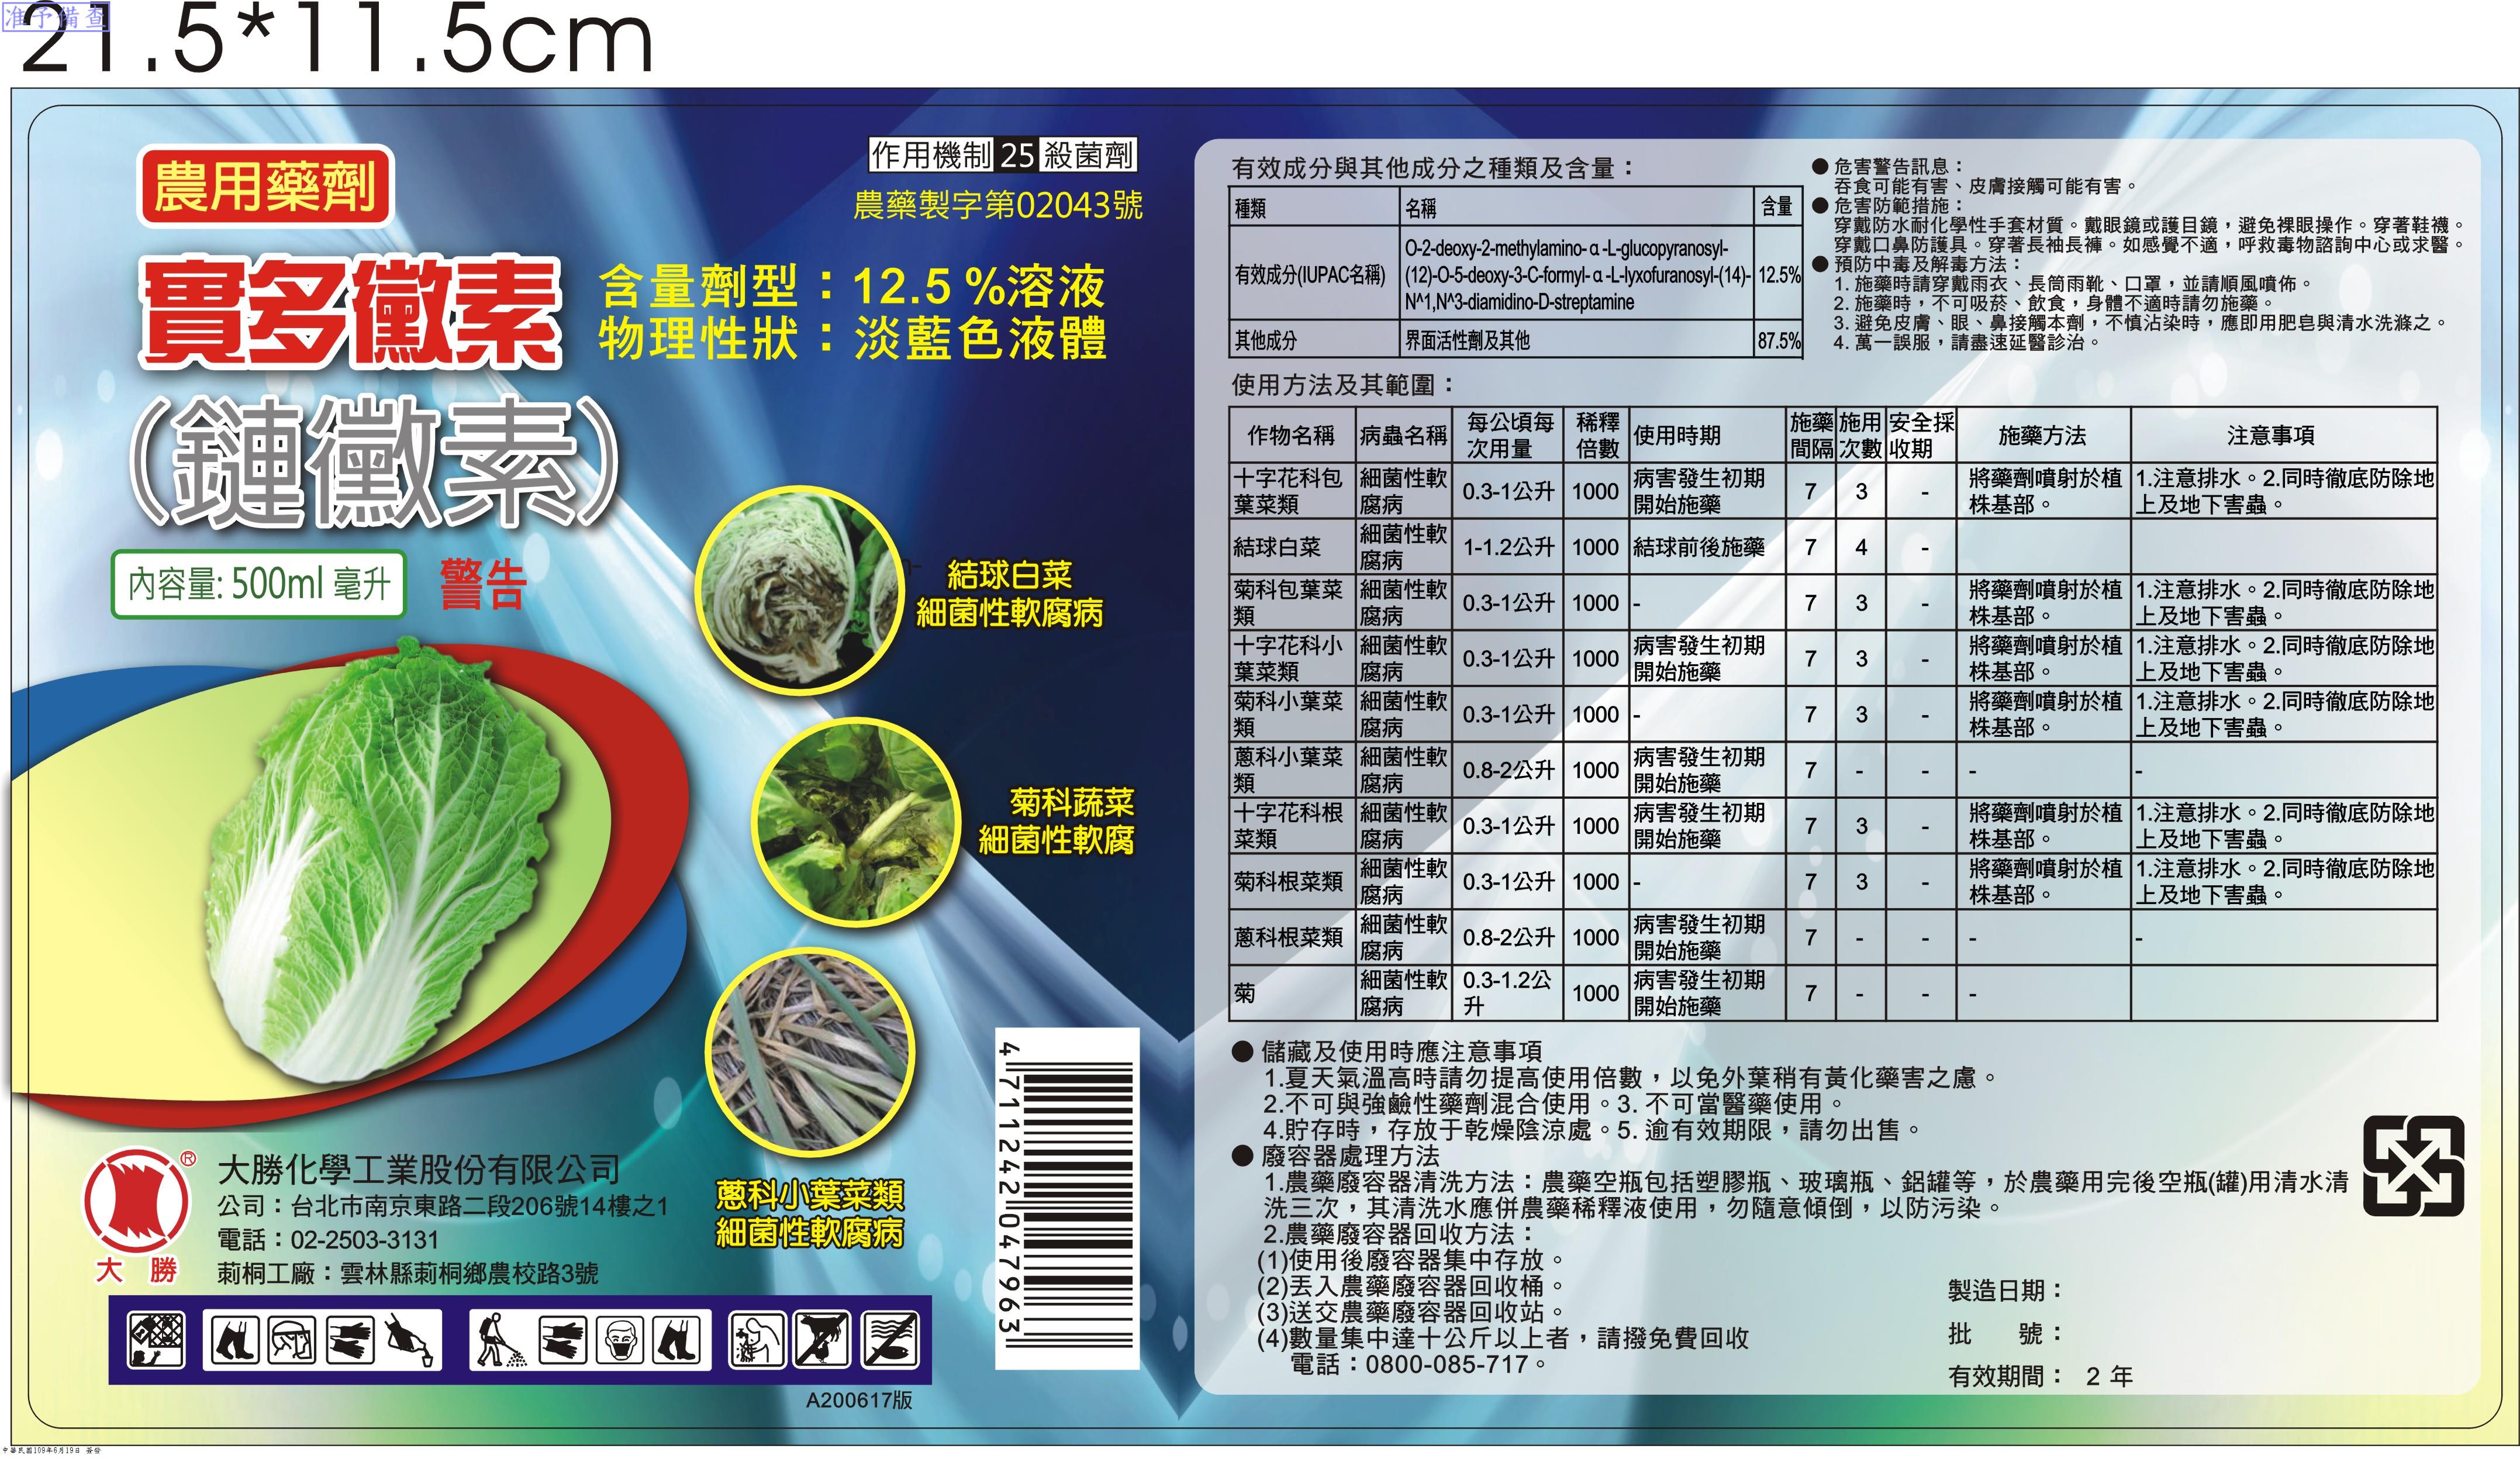 准予備查
21.5*11.5cm
農用藥劑
作用機制 25 殺菌劑
農藥製字第02043號
實多黴素
(鏈黴素)
含量劑型：12.5 %溶液
物理性狀：淡藍色液體
內容量: 500ml 毫升
警告
結球白菜
細菌性軟腐病
菊科蔬菜
細菌性軟腐
蔥科小葉菜類
細菌性軟腐病
®
大 勝
大勝化學工業股份有限公司
公司：台北市南京東路二段206號14樓之1
電話：02-2503-3131
莿桐工廠：雲林縣莿桐鄉農校路3號
4711242047963
A200617版
有效成分與其他成分之種類及含量：
種類 名稱 含量
有效成分(IUPAC名稱) O-2-deoxy-2-methylamino-α-L-glucopyranosyl-
(12)-O-5-deoxy-3-C-formyl-α-L-lyxofuranosyl-(14)- 12.5%
N^1,N^3-diamidino-D-streptamine
其他成分 界面活性劑及其他 87.5%
● 危害警告訊息：
吞食可能有害、皮膚接觸可能有害。
● 危害防範措施：
穿戴防水耐化學性手套材質。戴眼鏡或護目鏡，避免裸眼操作。穿著鞋襪。
穿戴口鼻防護具。穿著長袖長褲。如感覺不適，呼救毒物諮詢中心或求醫。
● 預防中毒及解毒方法：
1. 施藥時請穿戴雨衣、長筒雨靴、口罩，並請順風噴佈。
2. 施藥時，不可吸菸、飲食，身體不適時請勿施藥。
3. 避免皮膚、眼、鼻接觸本劑，不慎沾染時，應即用肥皂與清水洗滌之。
4. 萬一誤服，請盡速延醫診治。
使用方法及其範圍：
作物名稱 病蟲名稱 每公頃每次用量 稀釋倍數 使用時期 施藥間隔 施用次數 安全採收期 施藥方法 注意事項
十字花科包葉菜類 細菌性軟腐病 0.3-1公升 1000 病害發生初期開始施藥 7 3 - 將藥劑噴射於植株基部。 1.注意排水。2.同時徹底防除地上及地下害蟲。
結球白菜 細菌性軟腐病 1-1.2公升 1000 結球前後施藥 7 4 -
菊科包葉菜類 細菌性軟腐病 0.3-1公升 1000 - 7 3 - 將藥劑噴射於植株基部。 1.注意排水。2.同時徹底防除地上及地下害蟲。
十字花科小葉菜類 細菌性軟腐病 0.3-1公升 1000 病害發生初期開始施藥 7 3 - 將藥劑噴射於植株基部。 1.注意排水。2.同時徹底防除地上及地下害蟲。
菊科小葉菜類 細菌性軟腐病 0.3-1公升 1000 - 7 3 - 將藥劑噴射於植株基部。 1.注意排水。2.同時徹底防除地上及地下害蟲。
蔥科小葉菜類 細菌性軟腐病 0.8-2公升 1000 病害發生初期開始施藥 7 - - - -
十字花科根菜類 細菌性軟腐病 0.3-1公升 1000 病害發生初期開始施藥 7 3 - 將藥劑噴射於植株基部。 1.注意排水。2.同時徹底防除地上及地下害蟲。
菊科根菜類 細菌性軟腐病 0.3-1公升 1000 - 7 3 - 將藥劑噴射於植株基部。 1.注意排水。2.同時徹底防除地上及地下害蟲。
蔥科根菜類 細菌性軟腐病 0.8-2公升 1000 病害發生初期開始施藥 7 - - - -
菊 細菌性軟腐病 0.3-1.2公升 1000 病害發生初期開始施藥 7 - - -
● 儲藏及使用時應注意事項
1.夏天氣溫高時請勿提高使用倍數，以免外葉稍有黃化藥害之慮。
2.不可與強鹼性藥劑混合使用。3. 不可當醫藥使用。
4.貯存時，存放于乾燥陰涼處。5. 逾有效期限，請勿出售。
● 廢容器處理方法
1.農藥廢容器清洗方法：農藥空瓶包括塑膠瓶、玻璃瓶、鋁罐等，於農藥用完後空瓶(罐)用清水清
洗三次，其清洗水應併農藥稀釋液使用，勿隨意傾倒，以防污染。
2.農藥廢容器回收方法：
(1)使用後廢容器集中存放。
(2)丟入農藥廢容器回收桶。
(3)送交農藥廢容器回收站。
(4)數量集中達十公斤以上者，請撥免費回收
電話：0800-085-717。
製造日期：
批 號：
有效期間： 2 年
中華民國109年6月19日 簽發